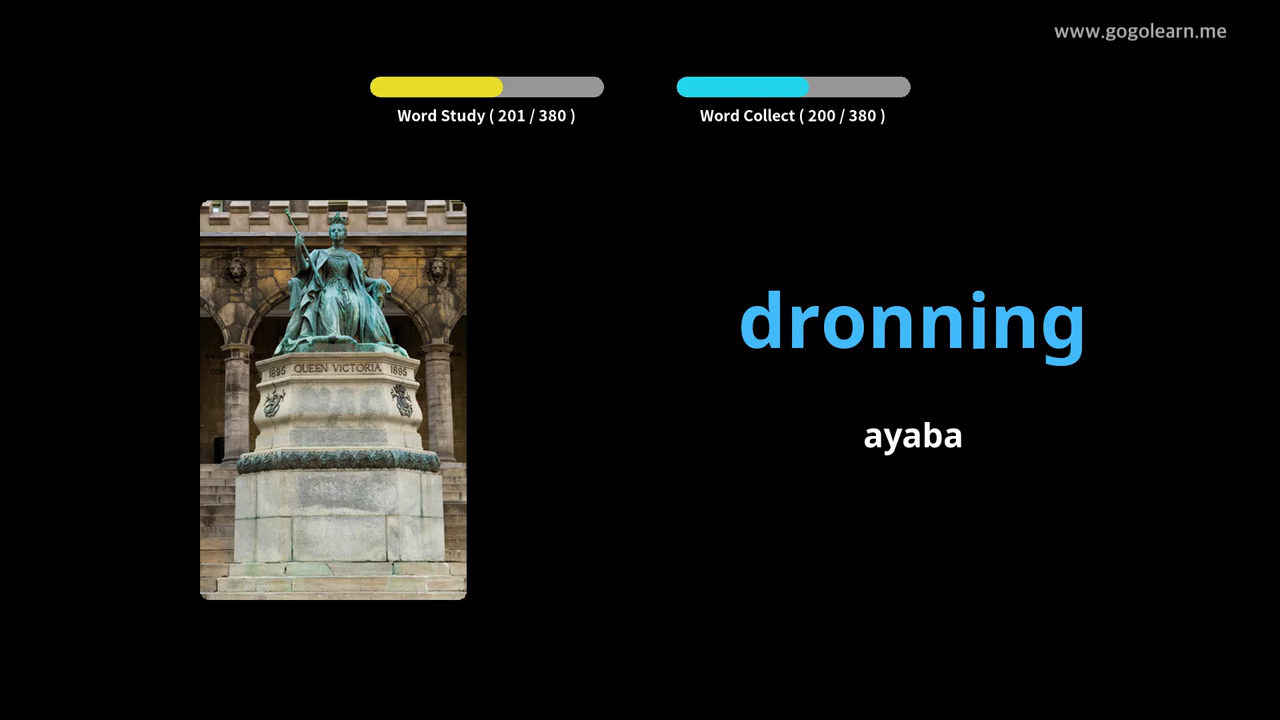 www.gogolearn.me
Word Study ( 201 / 380 )
Word Collect ( 200 / 380 )
1895 QUEEN VICTORIA 1895
dronning
ayaba